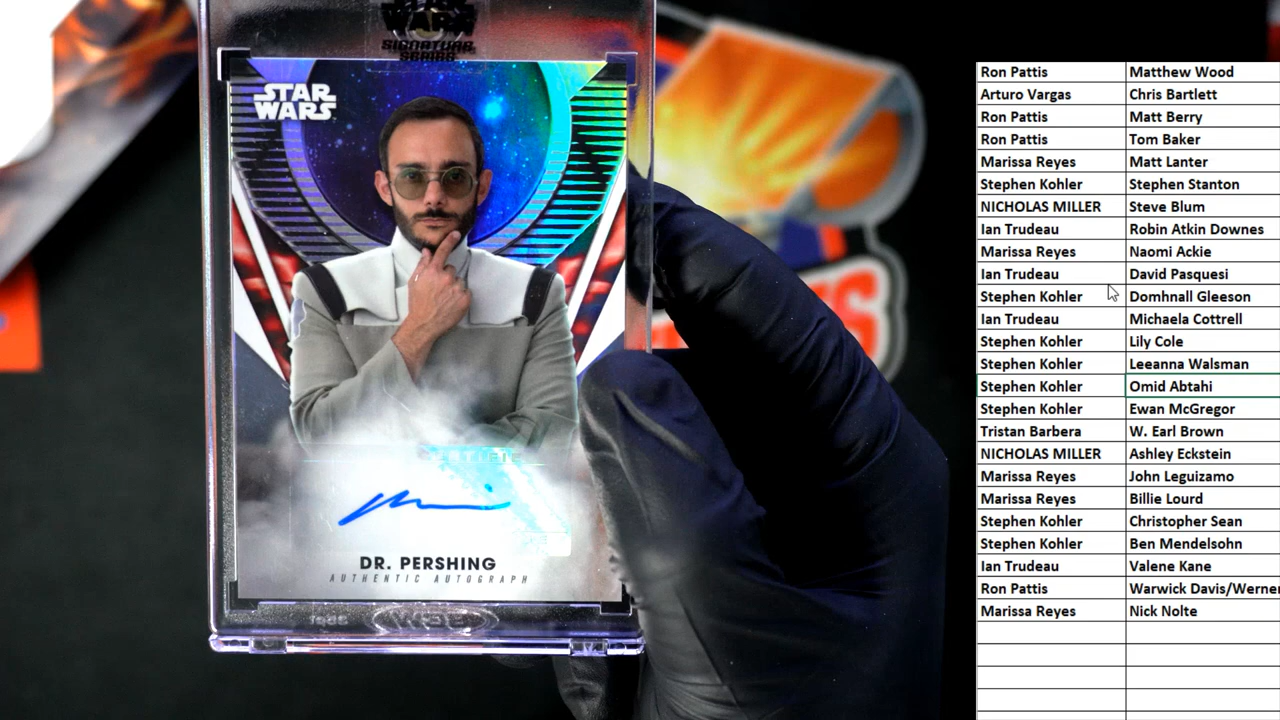 STAR WARS
SIGNATURE SERIES
STAR
WARS
DR. PERSHING
AUTHENTIC AUTOGRAPH
Ron Pattis Matthew Wood
Arturo Vargas Chris Bartlett
Ron Pattis Matt Berry
Ron Pattis Tom Baker
Marissa Reyes Matt Lanter
Stephen Kohler Stephen Stanton
NICHOLAS MILLER Steve Blum
Ian Trudeau Robin Atkin Downes
Marissa Reyes Naomi Ackie
Ian Trudeau David Pasquesi
Stephen Kohler Domhnall Gleeson
Ian Trudeau Michaela Cottrell
Stephen Kohler Lily Cole
Stephen Kohler Leeanna Walsman
Stephen Kohler Omid Abtahi
Stephen Kohler Ewan McGregor
Tristan Barbera W. Earl Brown
NICHOLAS MILLER Ashley Eckstein
Marissa Reyes John Leguizamo
Marissa Reyes Billie Lourd
Stephen Kohler Christopher Sean
Stephen Kohler Ben Mendelsohn
Ian Trudeau Valene Kane
Ron Pattis Warwick Davis/Werner
Marissa Reyes Nick Nolte